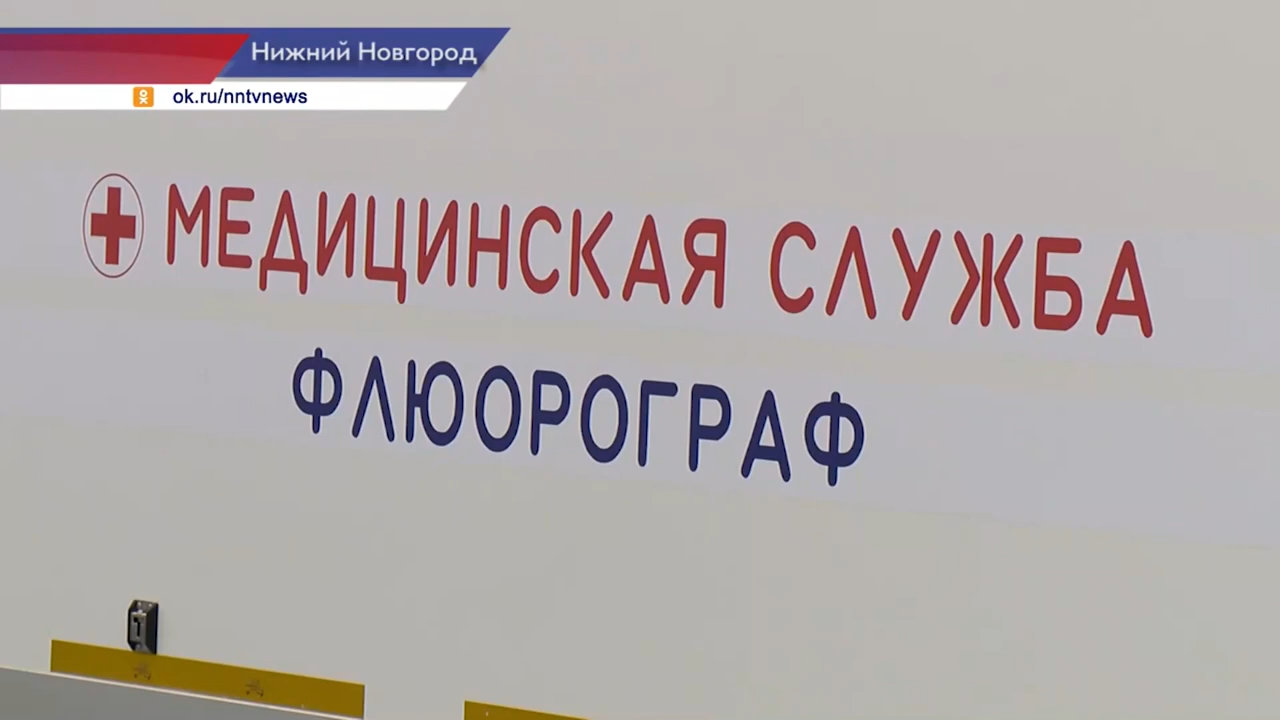 Нижний Новгород
ok.ru/nntvnews
МЕДИЦИНСКАЯ СЛУЖБА
ФЛЮОРОГРАФ